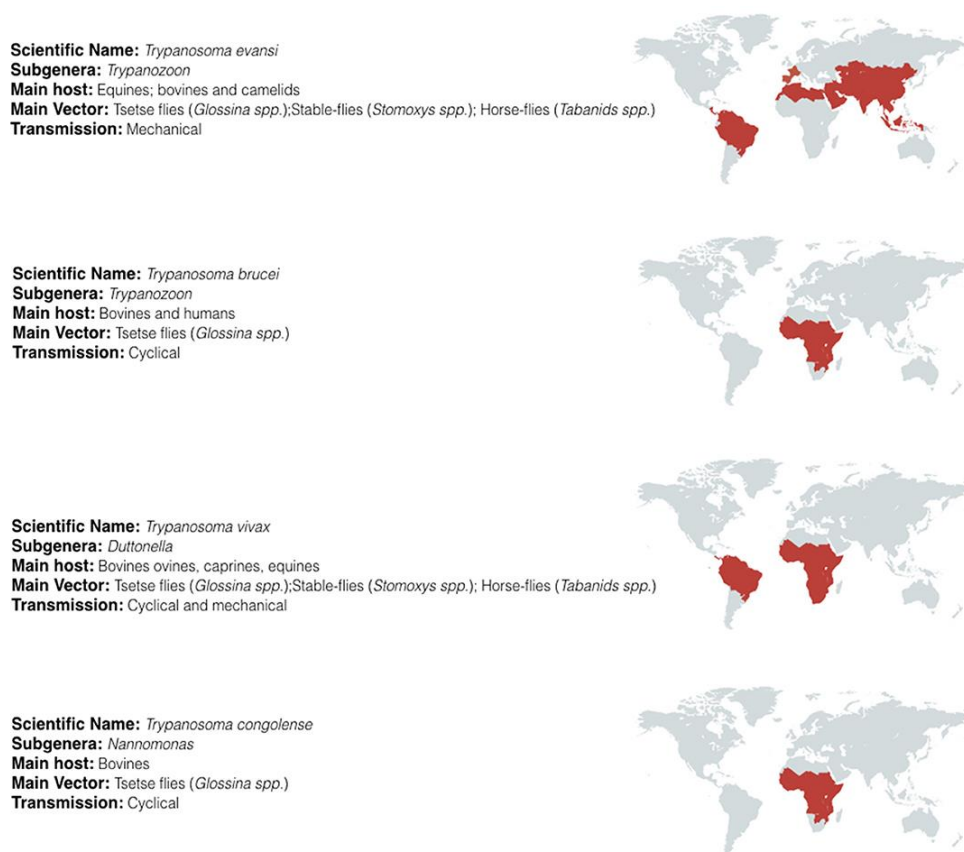 Scientific Name: Trypanosoma evansi
Subgenera: Trypanozoon
Main host: Equines; bovines and camelids
Main Vector: Tsetse flies (Glossina spp.);Stable-flies (Stomoxys spp.); Horse-flies (Tabanids spp.)
Transmission: Mechanical
Scientific Name: Trypanosoma brucei
Subgenera: Trypanozoon
Main host: Bovines and humans
Main Vector: Tsetse flies (Glossina spp.)
Transmission: Cyclical
Scientific Name: Trypanosoma vivax
Subgenera: Duttonella
Main host: Bovines ovines, caprines, equines
Main Vector: Tsetse flies (Glossina spp.);Stable-flies (Stomoxys spp.); Horse-flies (Tabanids spp.)
Transmission: Cyclical and mechanical
Scientific Name: Trypanosoma congolense
Subgenera: Nannomonas
Main host: Bovines
Main Vector: Tsetse flies (Glossina spp.)
Transmission: Cyclical